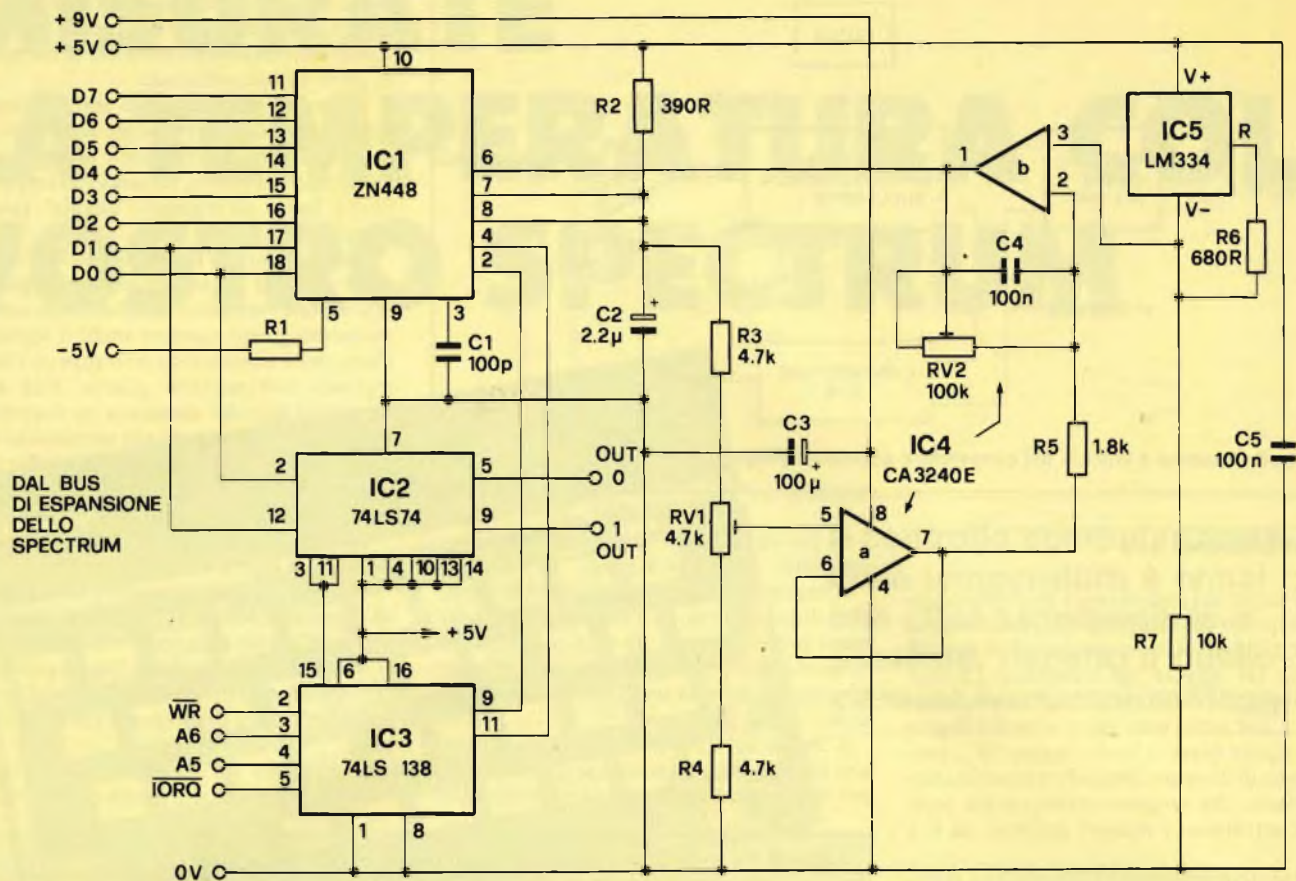 + 9V
+ 5V
10
D7 11
D6 12
D5 13
D4 14
D3 15
D2 16
D1 17
D0 18
IC1
ZN448
6
7
8
4
2
5
9
3
- 5V
R1
C1
100p
R2 390R
C2
2.2µ
+
R3
4.7k
RV1
4.7k
R4 4.7k
C3
+
100µ
1
b
3
2
C4
100n
RV2
100k
IC4
CA3240E
R5 1.8k
5
6
a
8
7
4
V+
IC5
LM334
R
V-
R6
680R
C5
100n
R7 10k
DAL BUS
DI ESPANSIONE
DELLO
SPECTRUM
7
2
12
IC2
74LS74
5
9
OUT
0
1
OUT
3 11 1 4 10 13 14
+ 5V
15 6 16
WR 2
A6 3
A5 4
IORQ 5
IC3
74LS 138
9
11
1 8
0V